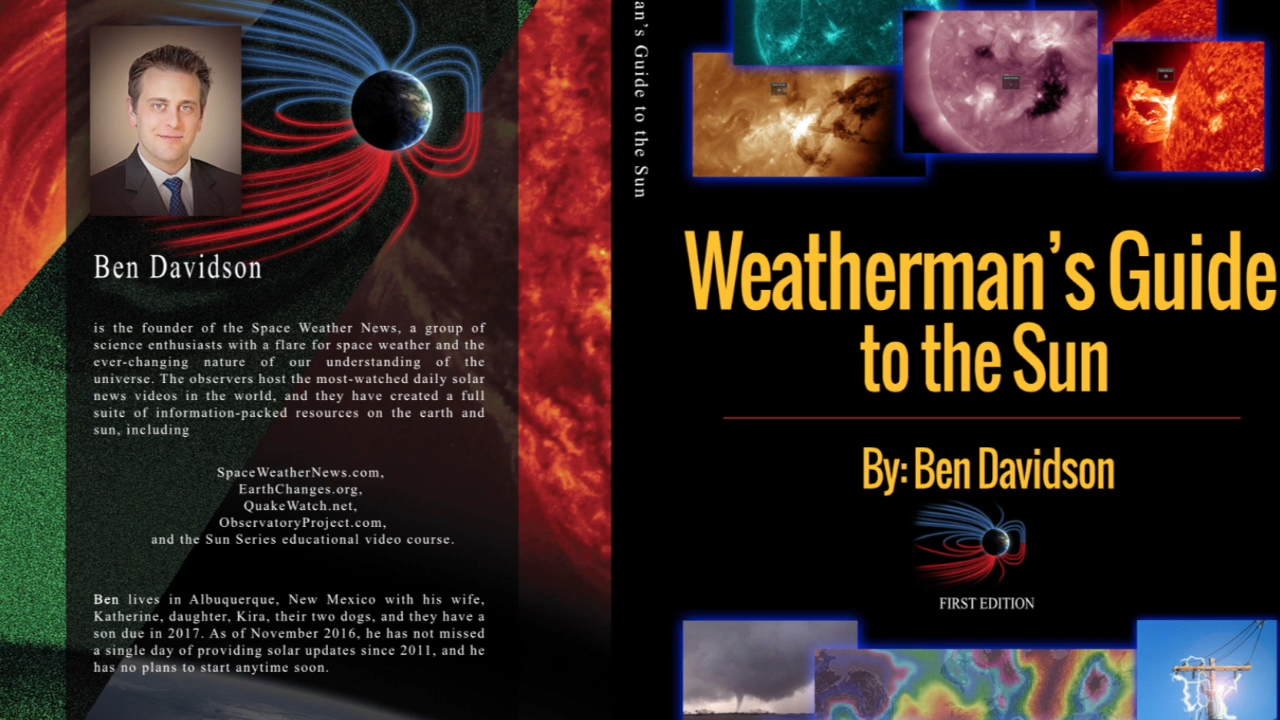 Ben Davidson
is the founder of the Space Weather News, a group of
science enthusiasts with a flare for space weather and the
ever-changing nature of our understanding of the
universe. The observers host the most-watched daily solar
news videos in the world, and they have created a full
suite of information-packed resources on the earth and
sun, including
SpaceWeatherNews.com,
EarthChanges.org,
QuakeWatch.net,
ObservatoryProject.com,
and the Sun Series educational video course.
Ben lives in Albuquerque, New Mexico with his wife,
Katherine, daughter, Kira, their two dogs, and they have a
son due in 2017. As of November 2016, he has not missed
a single day of providing solar updates since 2011, and he
has no plans to start anytime soon.
an's Guide to the Sun
Weatherman's Guide
to the Sun
By: Ben Davidson
FIRST EDITION